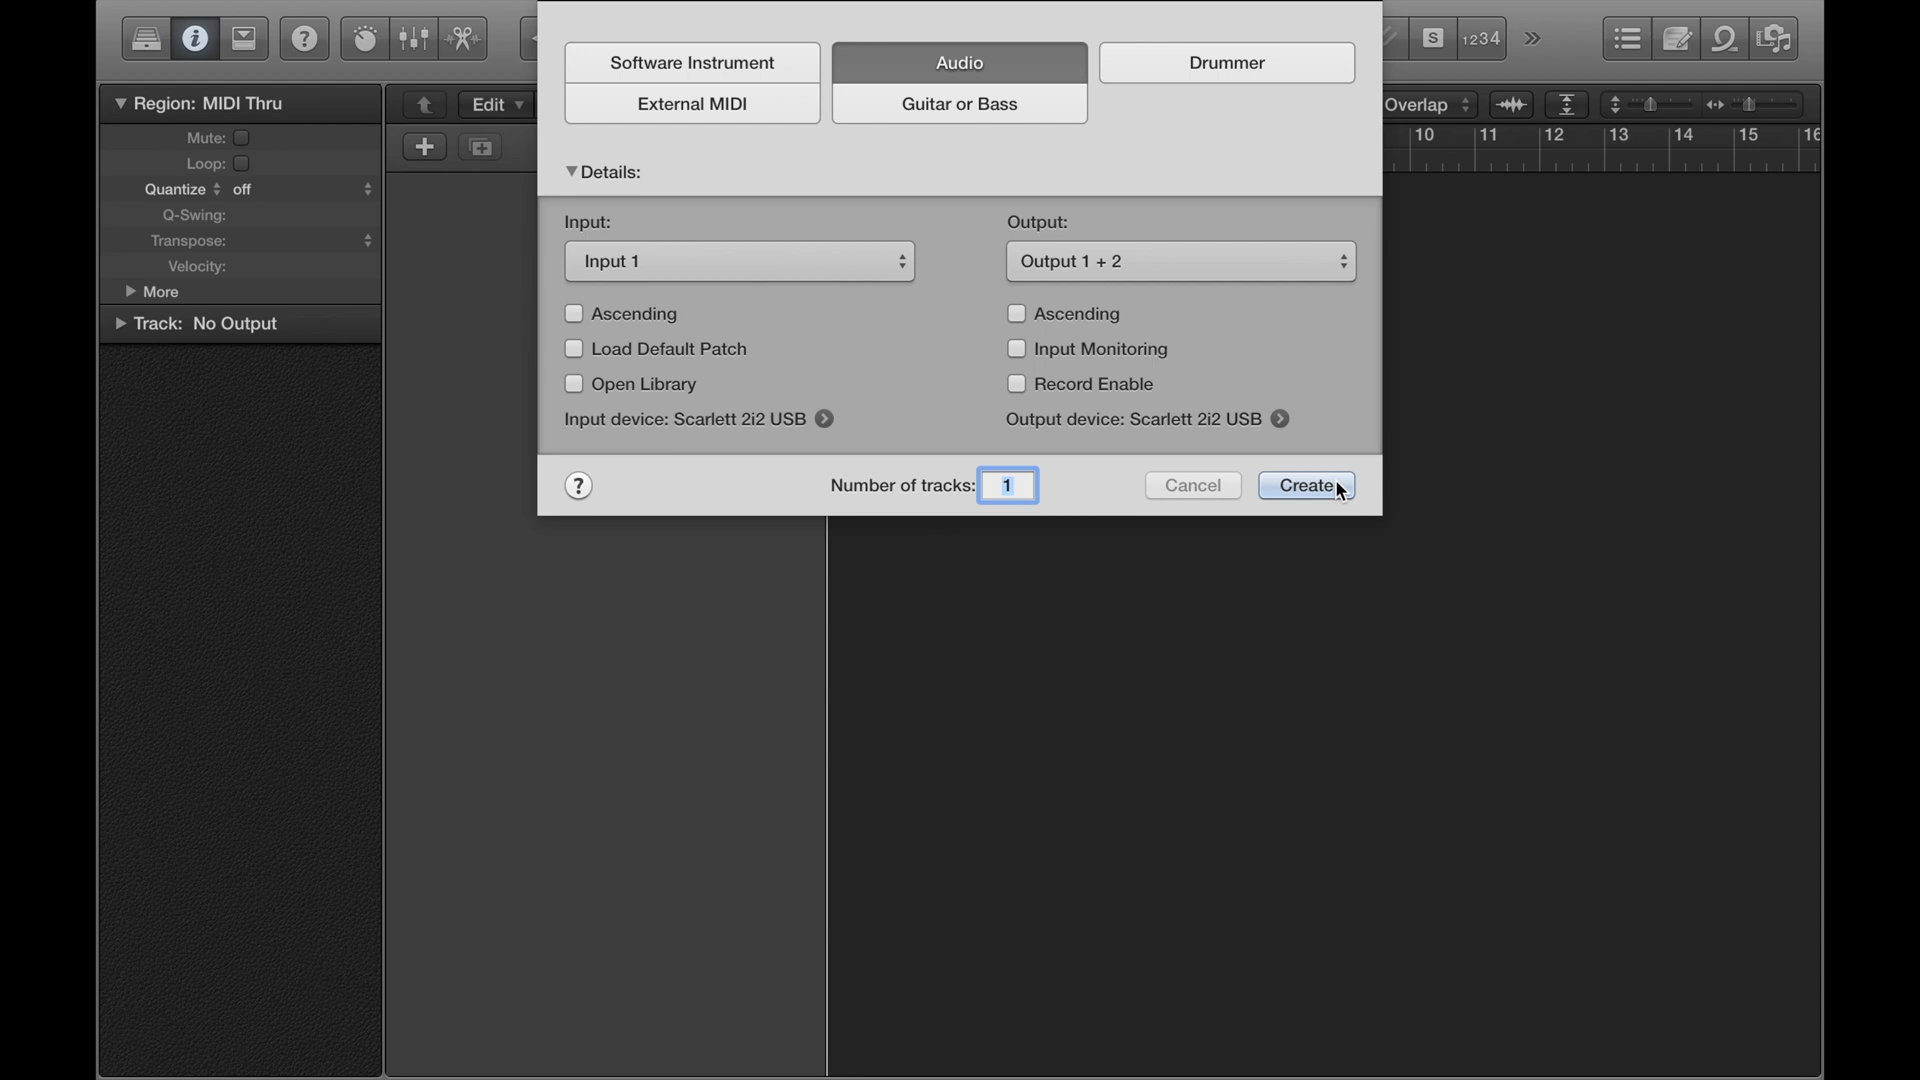 Software Instrument
Audio
Drummer
External MIDI
Guitar or Bass
S
1234
Region: MIDI Thru
Mute:
Loop:
Quantize off
Q-Swing:
Transpose:
Velocity:
More
Track: No Output
Edit
Overlap
10 11 12 13 14 15 16
Details:
Input:
Output:
Input 1
Output 1 + 2
Ascending
Ascending
Load Default Patch
Input Monitoring
Open Library
Record Enable
Input device: Scarlett 2i2 USB
Output device: Scarlett 2i2 USB
?
Number of tracks: 1
Cancel
Create